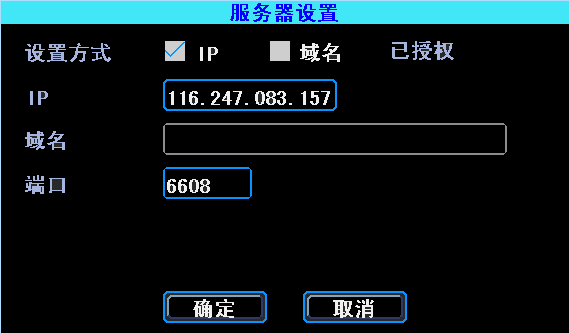 服务器设置
设置方式 IP 域名 已授权
IP 116.247.083.157
域名
端口 6608
确定 取消